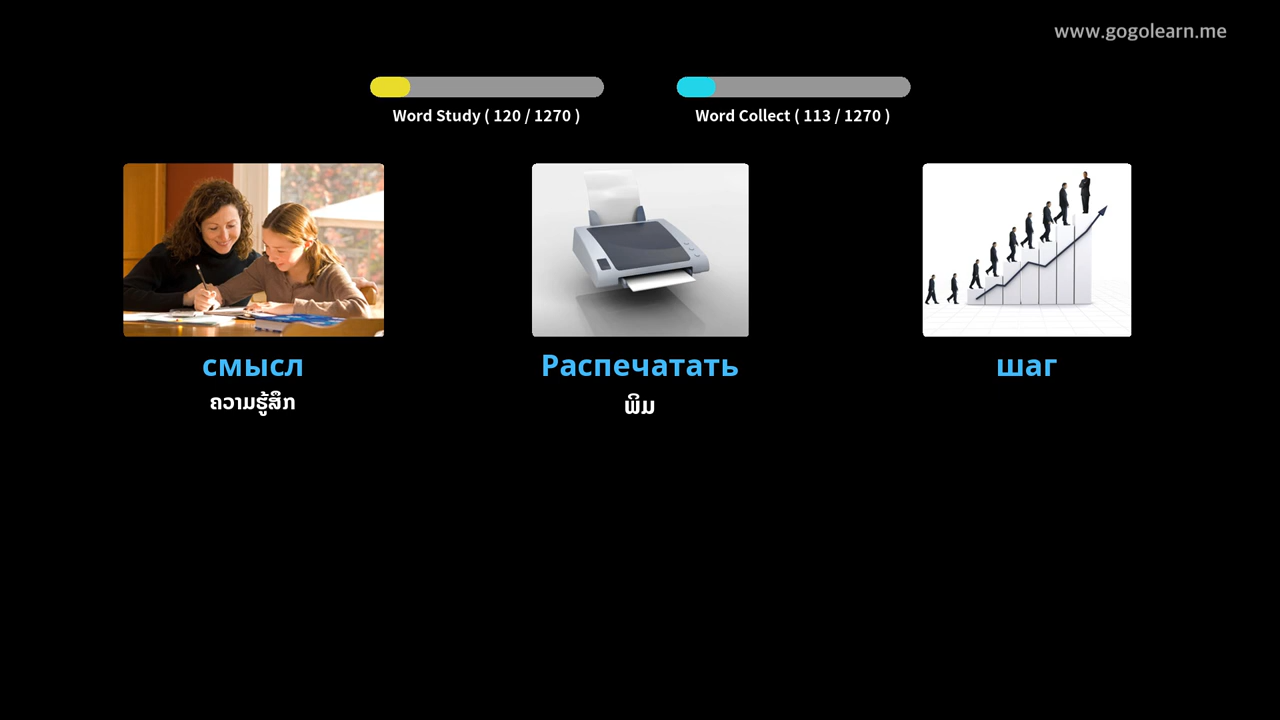 www.gogolearn.me
Word Study ( 120 / 1270 )
Word Collect ( 113 / 1270 )
смысл
Распечатать
шаг
ຄວາມຮູ້ສຶກ
ພິມ